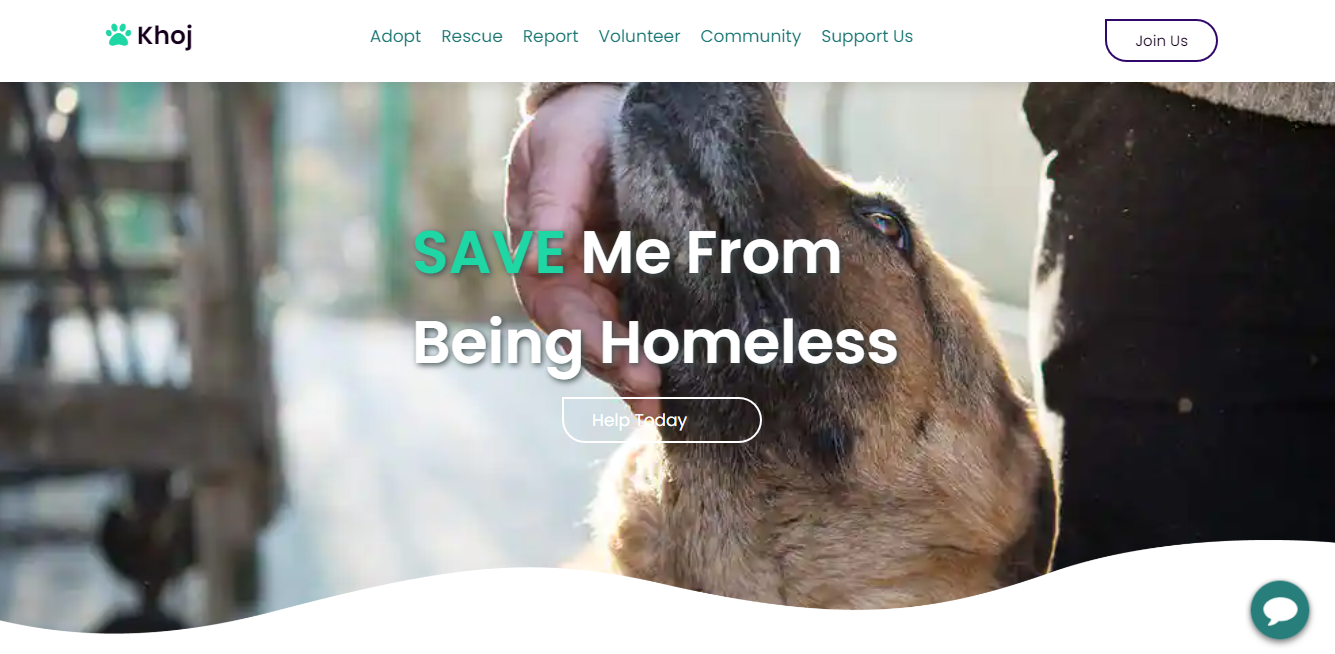 Khoj
Adopt Rescue Report Volunteer Community Support Us
Join Us
SAVE Me From
Being Homeless
Help Today